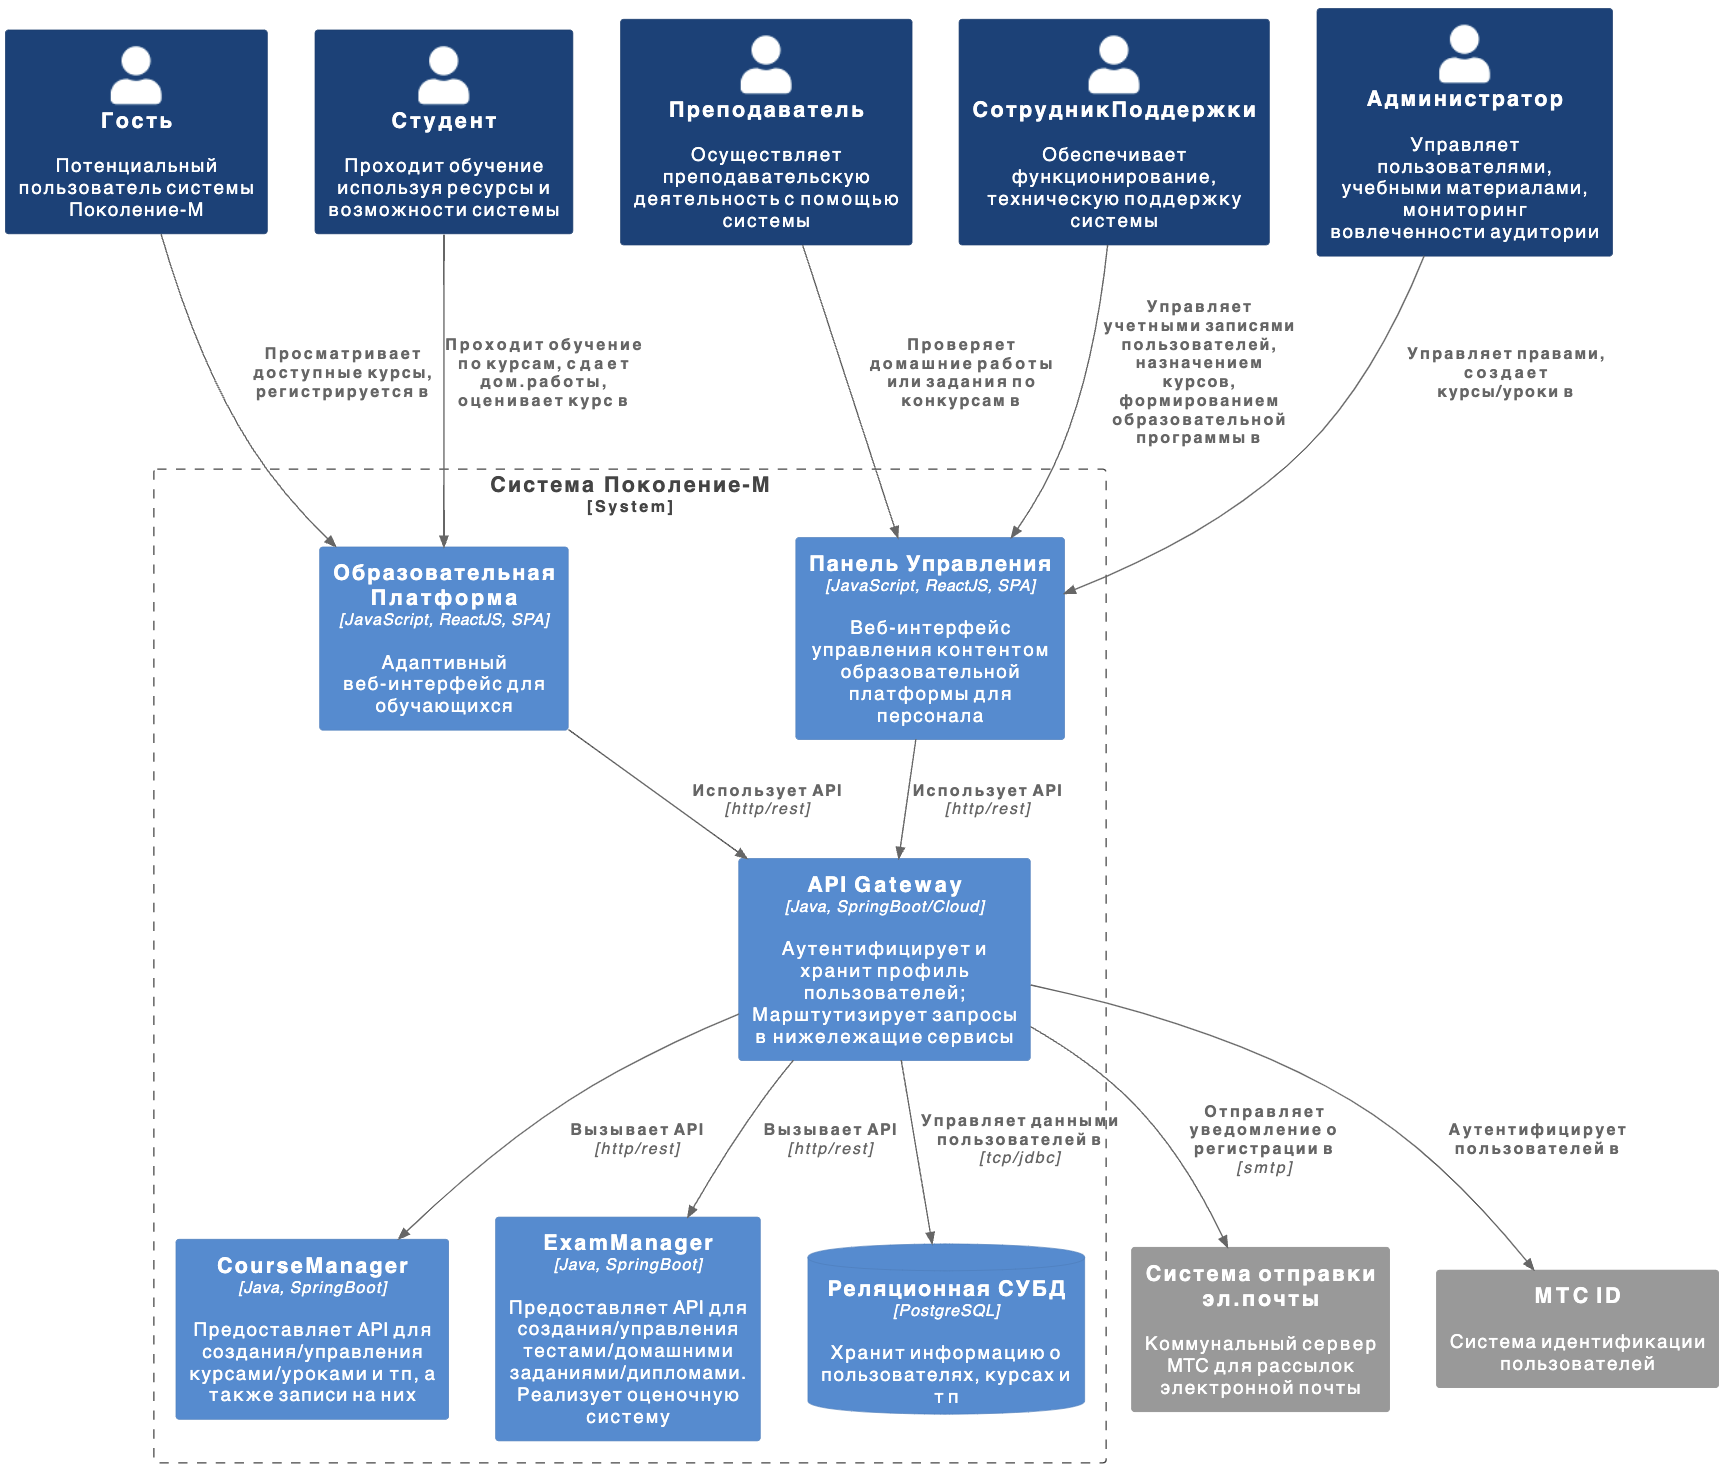 Гость
Потенциальный
пользователь системы
Поколение-М
Студент
Проходит обучение
используя ресурсы и
возможности системы
Преподаватель
Осуществляет
преподавательскую
деятельность с помощью
системы
СотрудникПоддержки
Обеспечивает
функционирование,
техническую поддержку
системы
Администратор
Управляет
пользователями,
учебными материалами,
мониторинг
вовлеченности аудитории
Просматривает
доступные курсы,
регистрируется в
Проходит обучение
по курсам, сдает
дом.работы,
оценивает курс в
Проверяет
домашние работы
или задания по
конкурсам в
Управляет
учетными записями
пользователей,
назначением
курсов,
формированием
образовательной
программы в
Управляет правами,
создает
курсы/уроки в
Система Поколение-М
[System]
Образовательная
Платформа
[JavaScript, ReactJS, SPA]
Адаптивный
веб-интерфейс для
обучающихся
Панель Управления
[JavaScript, ReactJS, SPA]
Веб-интерфейс
управления контентом
образовательной
платформы для
персонала
Использует API
[http/rest]
Использует API
[http/rest]
API Gateway
[Java, SpringBoot/Cloud]
Аутентифицирует и
хранит профиль
пользователей;
Марштутизирует запросы
в нижележащие сервисы
Вызывает API
[http/rest]
Вызывает API
[http/rest]
Управляет данными
пользователей в
[tcp/jdbc]
Отправляет
уведомление о
регистрации в
[smtp]
Аутентифицирует
пользователей в
CourseManager
[Java, SpringBoot]
Предоставляет API для
создания/управления
курсами/уроками и тп, а
также записи на них
ExamManager
[Java, SpringBoot]
Предоставляет API для
создания/управления
тестами/домашними
заданиями/дипломами.
Реализует оценочную
систему
Реляционная СУБД
[PostgreSQL]
Хранит информацию о
пользователях, курсах и
тп
Система отправки
эл.почты
Коммунальный сервер
МТС для рассылок
электронной почты
МТС ID
Система идентификации
пользователей